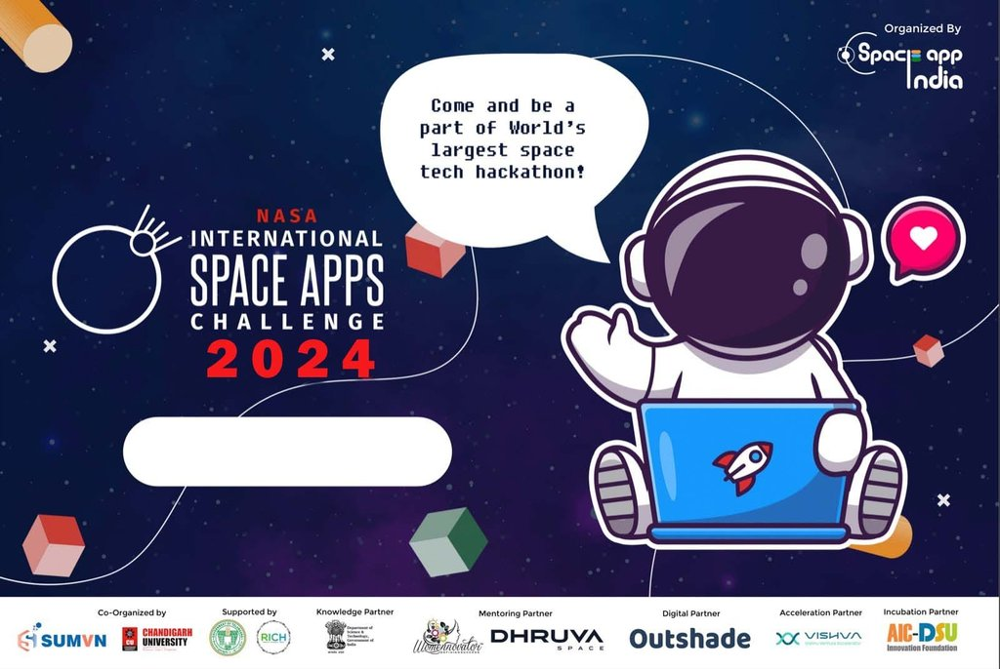 Organized By
Space app
India
Come and be a
part of World's
largest space
tech hackathon!
NASA
INTERNATIONAL
SPACE APPS
CHALLENGE
2024
Co-Organized by
SUMVN
CU
CHANDIGARH
UNIVERSITY
Supported by
RICH
Knowledge Partner
Department of
Science &
Technology,
Government of
India
Mentoring Partner
Womennovator
DHRUVA
SPACE
Digital Partner
Outshade
Acceleration Partner
VISHVA
Incubation Partner
AIC-DSU
Innovation Foundation